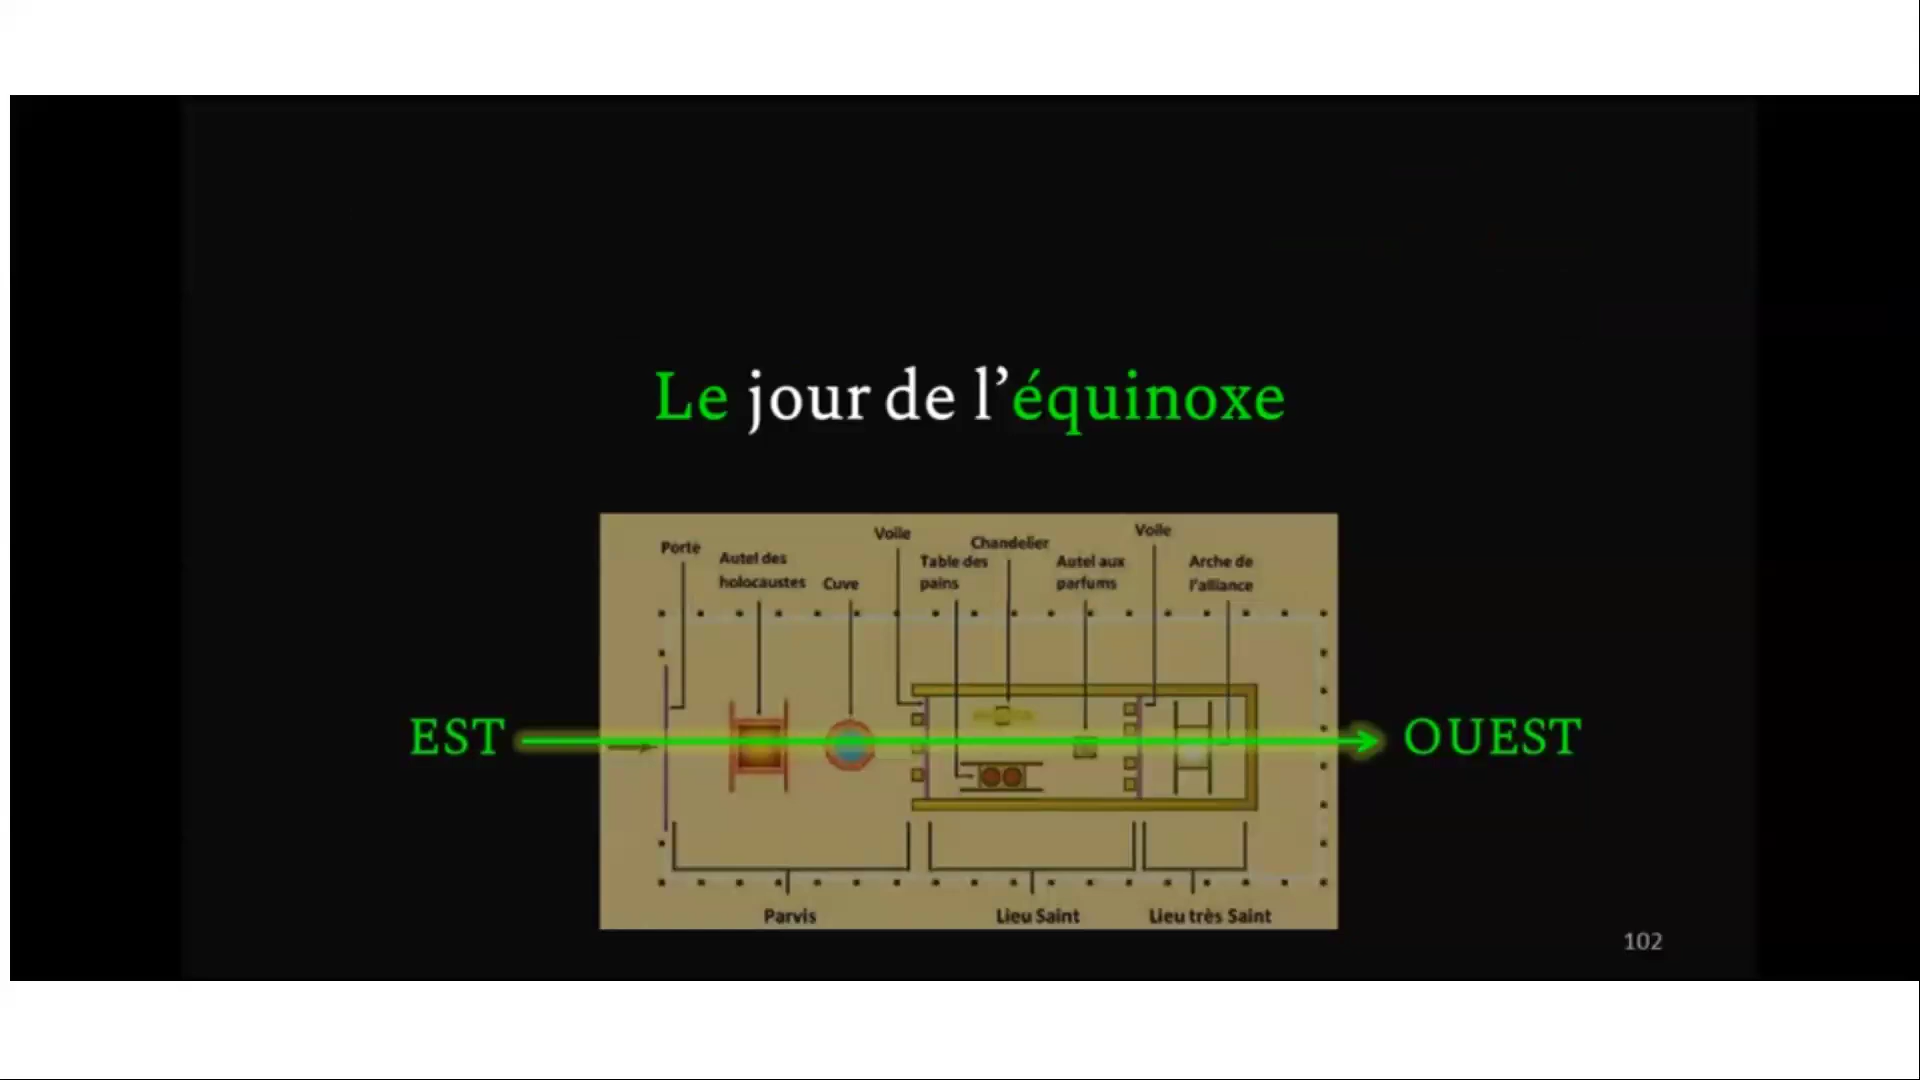 Le jour de l’équinoxe
Porte
Autel des
holocaustes
Cuve
Voile
Table des
pains
Chandelier
Autel aux
parfums
Voile
Arche de
l'alliance
EST
OUEST
Parvis
Lieu Saint
Lieu très Saint
102